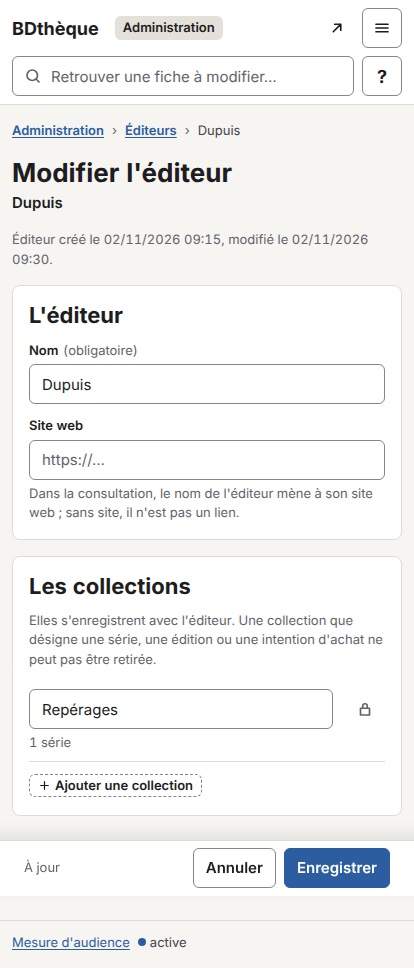 BDthèque Administration
Retrouver une fiche à modifier... ?
Administration › Éditeurs › Dupuis
Modifier l'éditeur
Dupuis
Éditeur créé le 02/11/2026 09:15, modifié le 02/11/2026
09:30.
L'éditeur
Nom (obligatoire)
Dupuis
Site web
https://...
Dans la consultation, le nom de l'éditeur mène à son site
web ; sans site, il n'est pas un lien.
Les collections
Elles s'enregistrent avec l'éditeur. Une collection que
désigne une série, une édition ou une intention d'achat ne
peut pas être retirée.
Repérages
1 série
+ Ajouter une collection
À jour Annuler Enregistrer
Mesure d'audience active